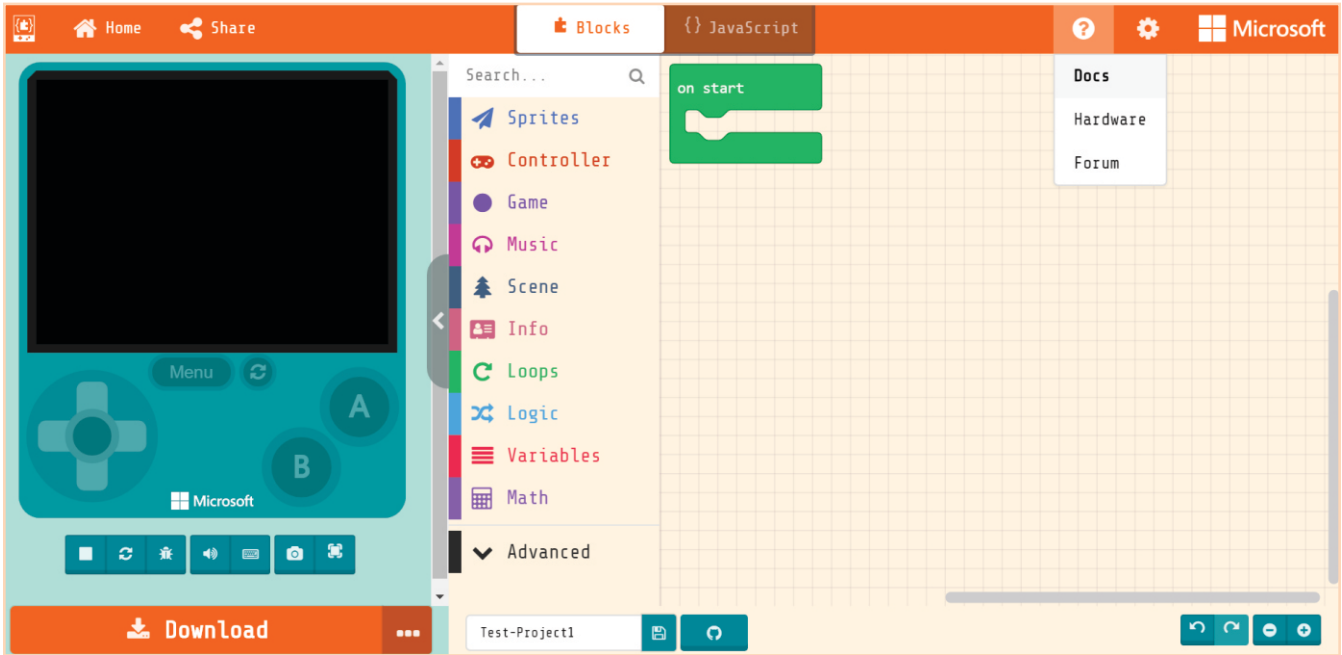 Home
Share
Blocks
{} JavaScript
?
Microsoft
Docs
Hardware
Forum
Search...
Sprites
Controller
Game
Music
Scene
Info
Loops
Logic
Variables
Math
Advanced
on start
Menu
A
B
Microsoft
Download
Test-Project1